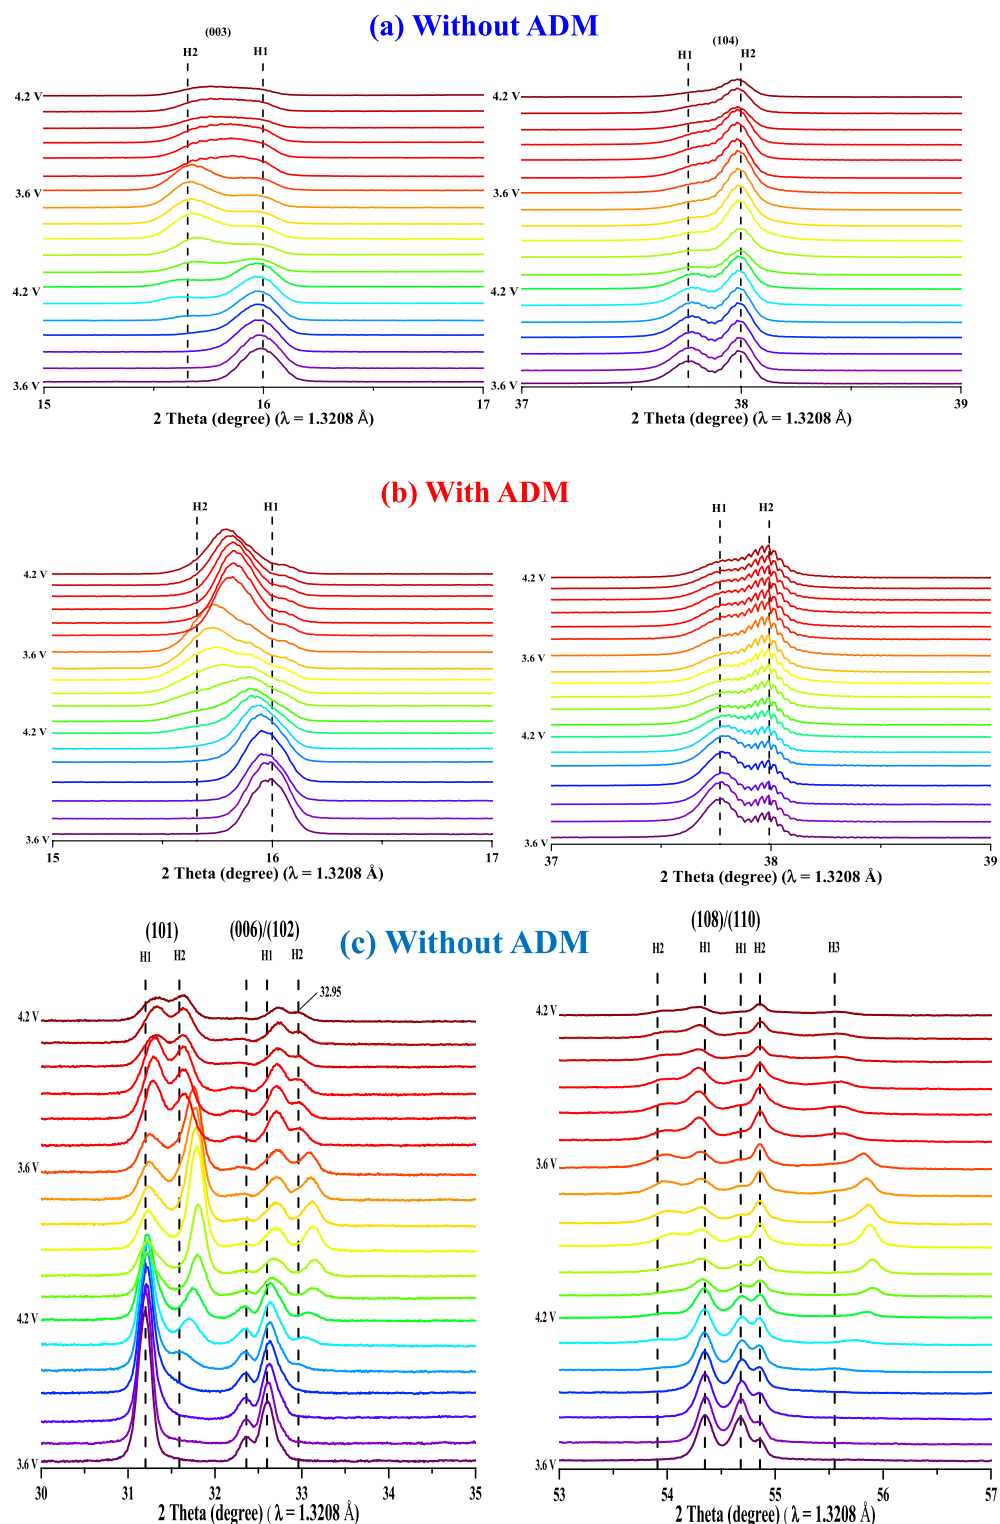 (a) Without ADM
(003)
H2 H1
4.2 V
3.6 V
4.2 V
3.6 V
15 16 17
2 Theta (degree) (λ = 1.3208 Å)
(104)
H1 H2
4.2 V
3.6 V
4.2 V
3.6 V
37 38 39
2 Theta (degree) (λ = 1.3208 Å)
(b) With ADM
H2 H1
4.2 V
3.6 V
4.2 V
3.6 V
15 16 17
2 Theta (degree) (λ = 1.3208 Å)
H1 H2
4.2 V
3.6 V
4.2 V
3.6 V
37 38 39
2 Theta (degree) (λ = 1.3208 Å)
(c) Without ADM
(101) (006)/(102)
H1 H2 H1 H2
32.95
4.2 V
3.6 V
4.2 V
3.6 V
30 31 32 33 34 35
2 Theta (degree) ( λ = 1.3208 Å)
(108)/(110)
H2 H1 H1 H2 H3
4.2 V
3.6 V
4.2 V
3.6 V
53 54 55 56 57
2 Theta (degree) ( λ = 1.3208 Å)